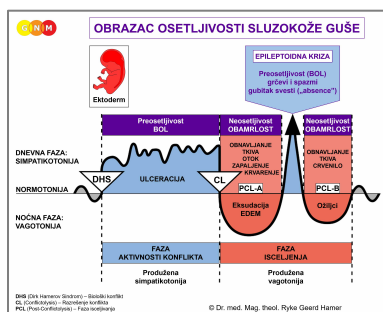 GNM
OBRAZAC OSETLJIVOSTI SLUZOKOŽE GUŠE
EPILEPTOIDNA KRIZA
Preosetljivost (BOL)
grčevi i spazmi
gubitak svesti („absence”)
Ektoderm
Preosetljivost
BOL
Neosetljivost
OBAMRLOST
Neosetljivost
OBAMRLOST
DNEVNA FAZA:
SIMPATIKOTONIJA
OBNAVLJANJE
TKIVA
OTOK
ZAPALJENJE
KRVARENJE
OBNAVLJANJE
TKIVA
CRVENILO
DHS
ULCERACIJA
CL
PCL-A
PCL-B
NORMOTONIJA
NOĆNA FAZA:
VAGOTONIJA
Eksudacija
EDEM
Ožiljci
FAZA
AKTIVNOSTI KONFLIKTA
FAZA
ISCELJENJA
Produžena
simpatikotonija
Produžena
vagotonija
DHS (Dirk Hamerov Sindrom) – Biološki konflikt
CL (Conflictolysis) – Razrešenje konflikta
PCL (Post-Conflictolysis) – Faza isceljivanja
© Dr. med. Mag. theol. Ryke Geerd Hamer